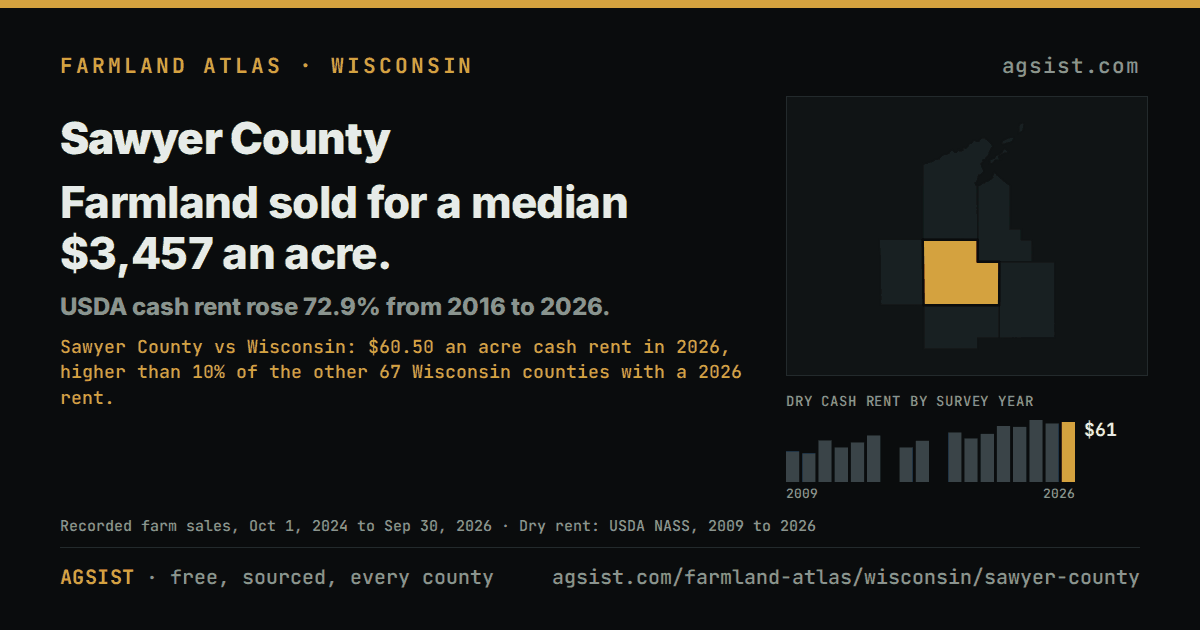 FARMLAND ATLAS · WISCONSIN
agsist.com
Sawyer County
Farmland sold for a median
$3,457 an acre.
USDA cash rent rose 72.9% from 2016 to 2026.
Sawyer County vs Wisconsin: $60.50 an acre cash rent in 2026,
higher than 10% of the other 67 Wisconsin counties with a 2026
rent.
DRY CASH RENT BY SURVEY YEAR
$61
2009
2026
Recorded farm sales, Oct 1, 2024 to Sep 30, 2026 · Dry rent: USDA NASS, 2009 to 2026
AGSIST · free, sourced, every county
agsist.com/farmland-atlas/wisconsin/sawyer-county